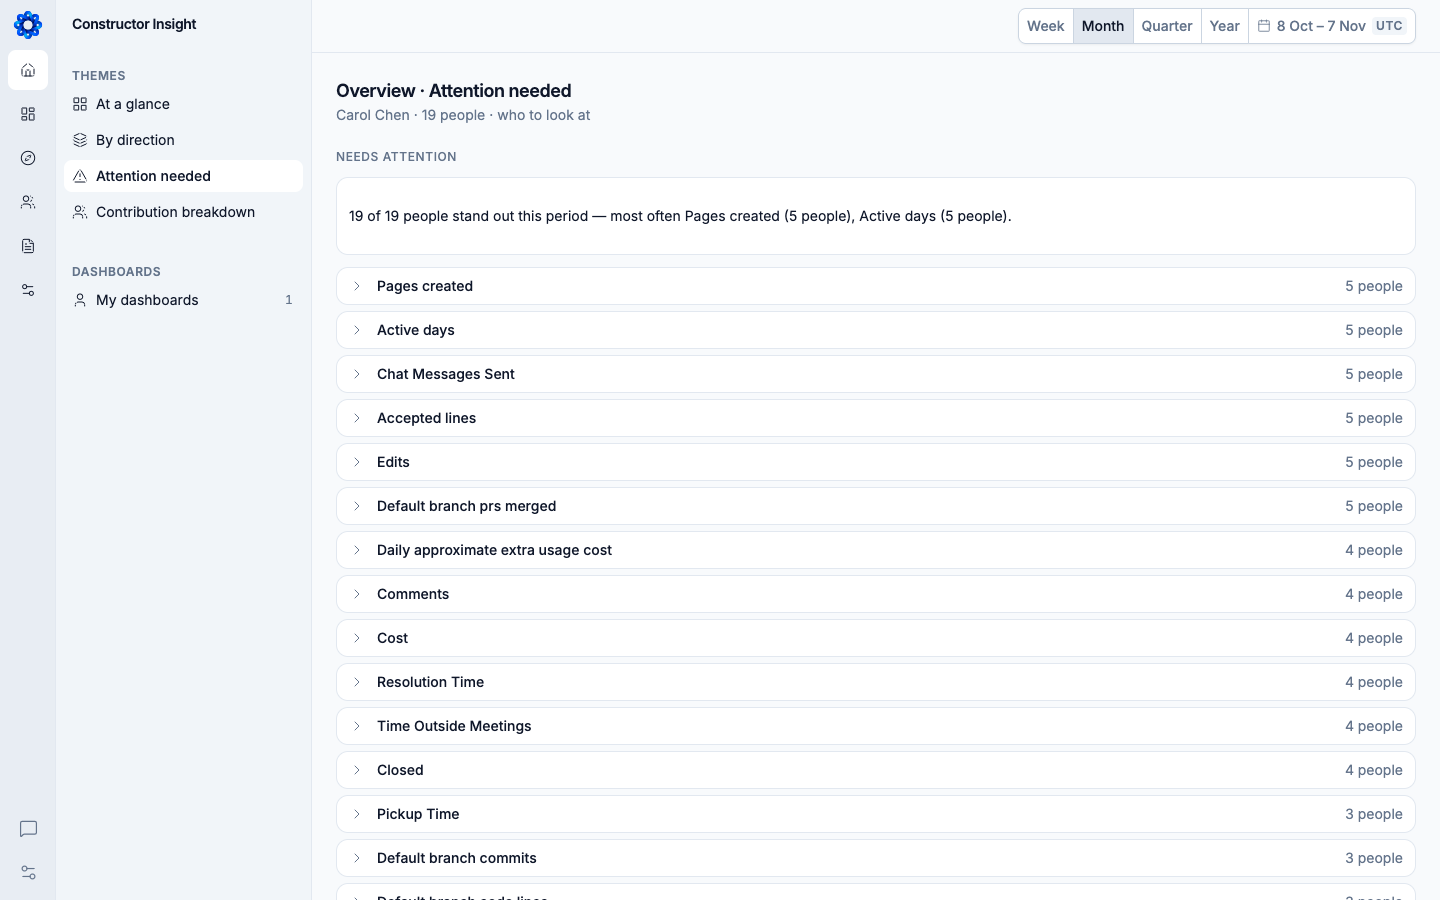 Constructor Insight
THEMES
At a glance
By direction
Attention needed
Contribution breakdown
DASHBOARDS
My dashboards 1
Week Month Quarter Year 8 Oct – 7 Nov UTC
Overview · Attention needed
Carol Chen · 19 people · who to look at
NEEDS ATTENTION
19 of 19 people stand out this period — most often Pages created (5 people), Active days (5 people).
Pages created 5 people
Active days 5 people
Chat Messages Sent 5 people
Accepted lines 5 people
Edits 5 people
Default branch prs merged 5 people
Daily approximate extra usage cost 4 people
Comments 4 people
Cost 4 people
Resolution Time 4 people
Time Outside Meetings 4 people
Closed 4 people
Pickup Time 3 people
Default branch commits 3 people